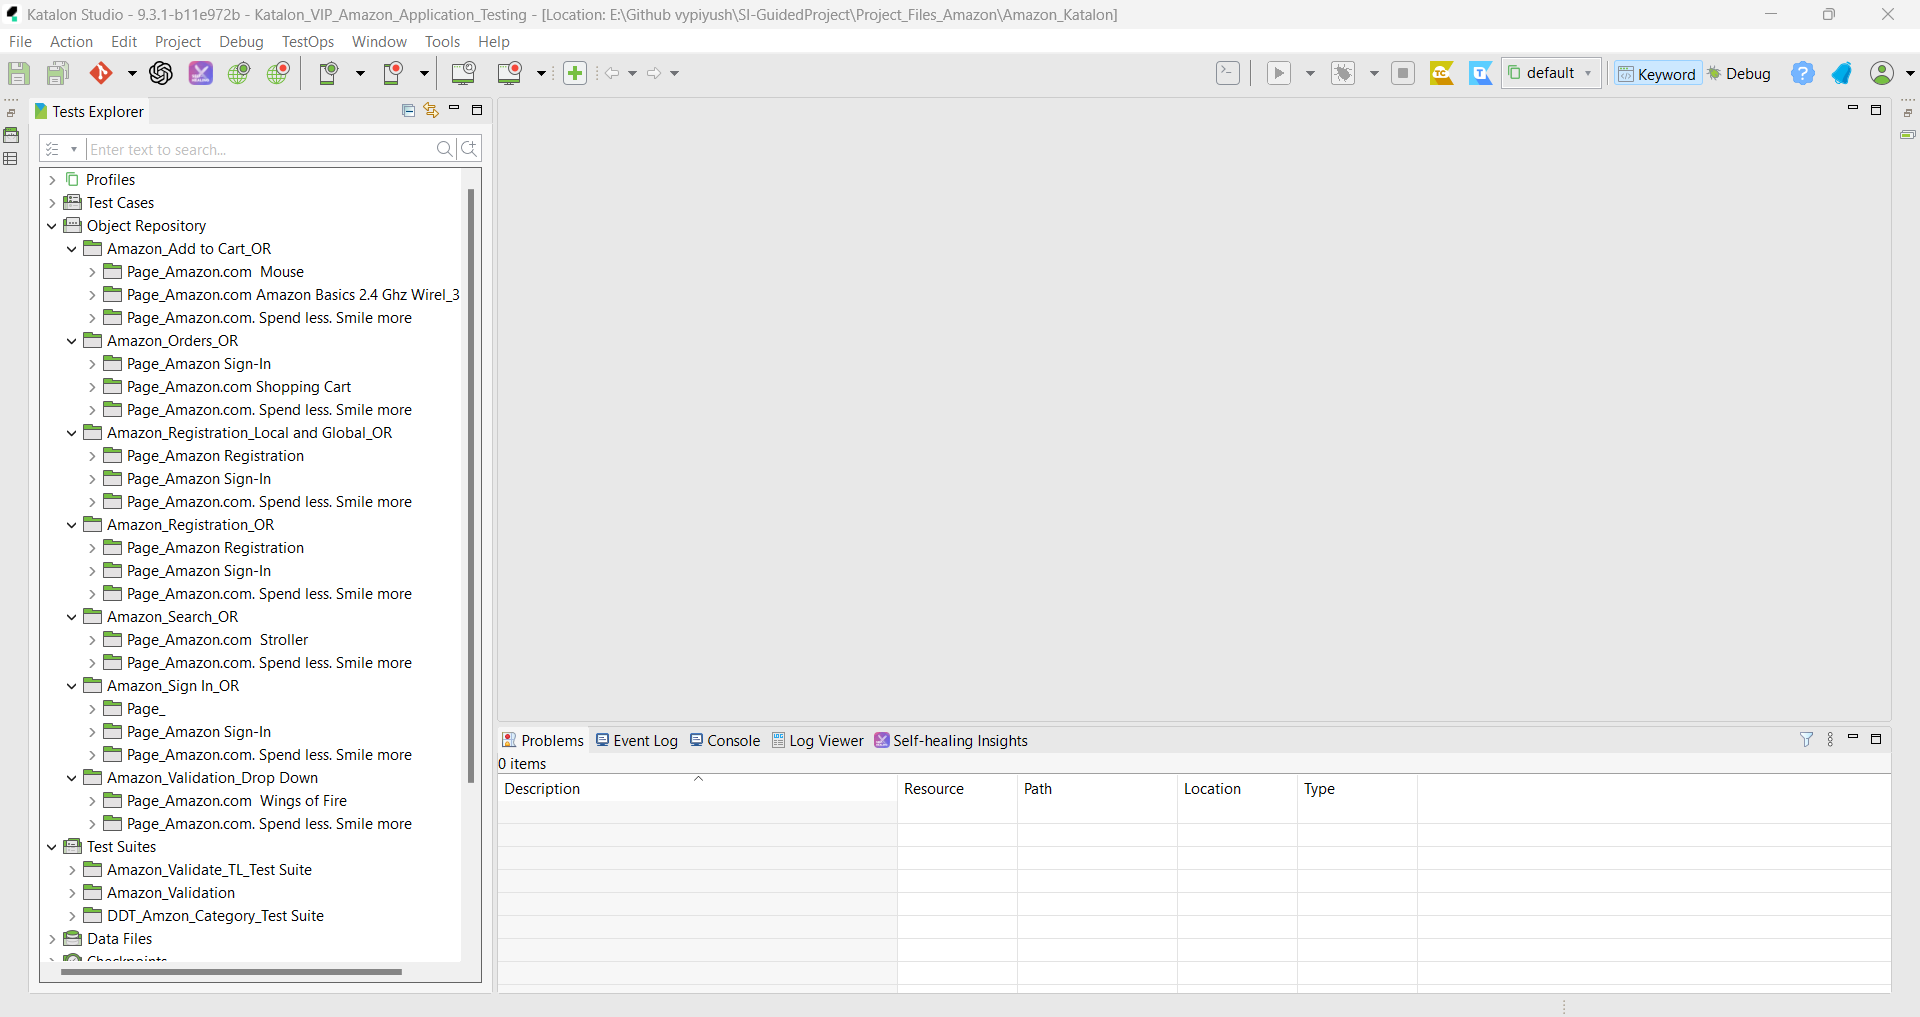 Katalon Studio - 9.3.1-b11e972b - Katalon_VIP_Amazon_Application_Testing - [Location: E:\Github vypiyush\SI-GuidedProject\Project_Files_Amazon\Amazon_Katalon]
File Action Edit Project Debug TestOps Window Tools Help
default Keyword Debug
Tests Explorer
Enter text to search...
Profiles
Test Cases
Object Repository
Amazon_Add to Cart_OR
Page_Amazon.com  Mouse
Page_Amazon.com Amazon Basics 2.4 Ghz Wirel_3
Page_Amazon.com. Spend less. Smile more
Amazon_Orders_OR
Page_Amazon Sign-In
Page_Amazon.com Shopping Cart
Page_Amazon.com. Spend less. Smile more
Amazon_Registration_Local and Global_OR
Page_Amazon Registration
Page_Amazon Sign-In
Page_Amazon.com. Spend less. Smile more
Amazon_Registration_OR
Page_Amazon Registration
Page_Amazon Sign-In
Page_Amazon.com. Spend less. Smile more
Amazon_Search_OR
Page_Amazon.com  Stroller
Page_Amazon.com. Spend less. Smile more
Amazon_Sign In_OR
Page_
Page_Amazon Sign-In
Page_Amazon.com. Spend less. Smile more
Amazon_Validation_Drop Down
Page_Amazon.com  Wings of Fire
Page_Amazon.com. Spend less. Smile more
Test Suites
Amazon_Validate_TL_Test Suite
Amazon_Validation
DDT_Amzon_Category_Test Suite
Data Files
Checkpoints
Problems Event Log Console Log Viewer Self-healing Insights
0 items
Description Resource Path Location Type